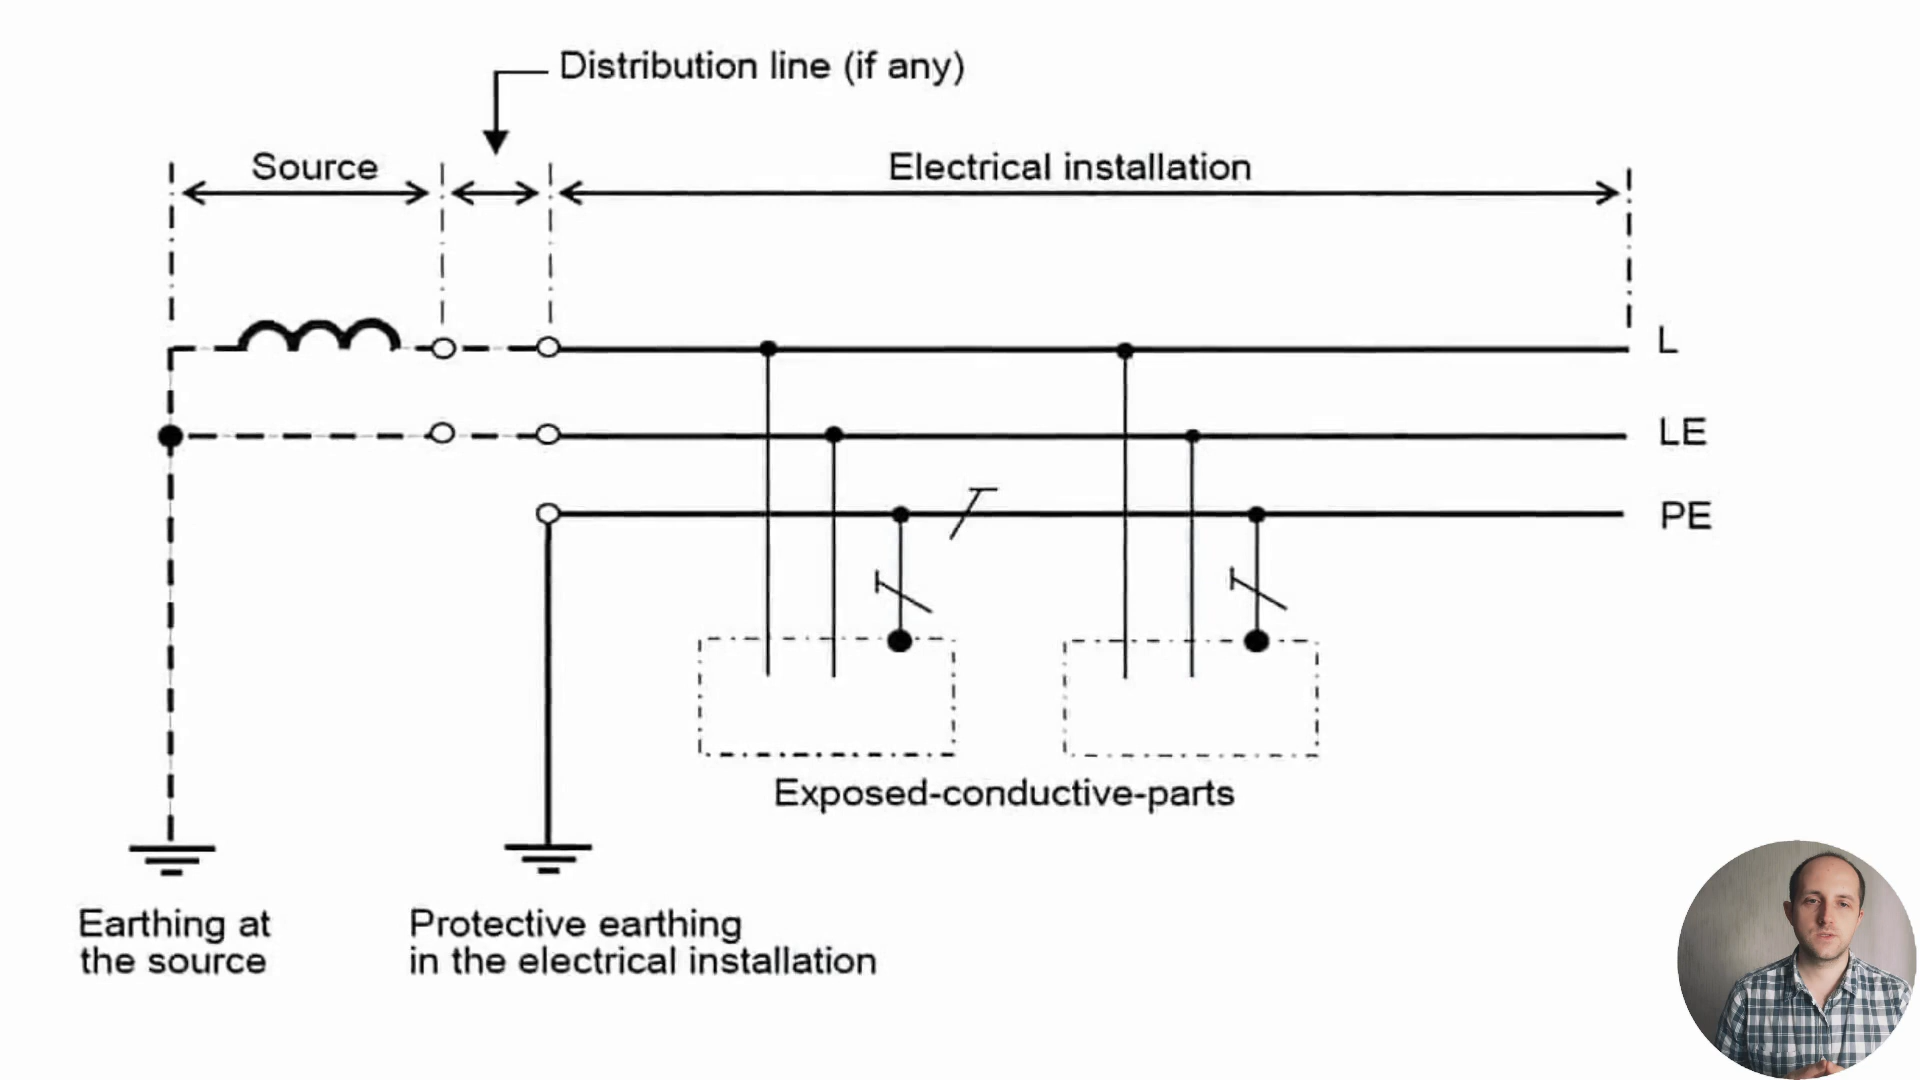 Distribution line (if any)
Source
Electrical installation
L
LE
PE
Exposed-conductive-parts
Earthing at
the source
Protective earthing
in the electrical installation